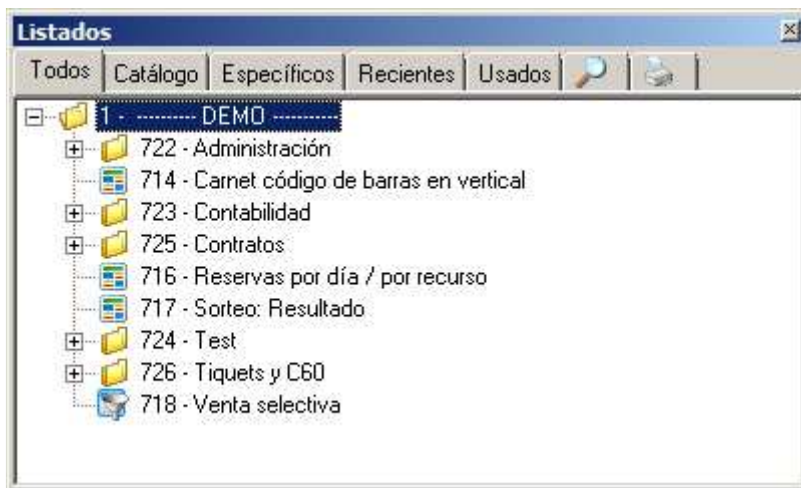 Listados
Todos Catálogo Específicos Recientes Usados
1 - ---------- DEMO -----------
722 - Administración
714 - Carnet código de barras en vertical
723 - Contabilidad
725 - Contratos
716 - Reservas por día / por recurso
717 - Sorteo: Resultado
724 - Test
726 - Tiquets y C60
718 - Venta selectiva